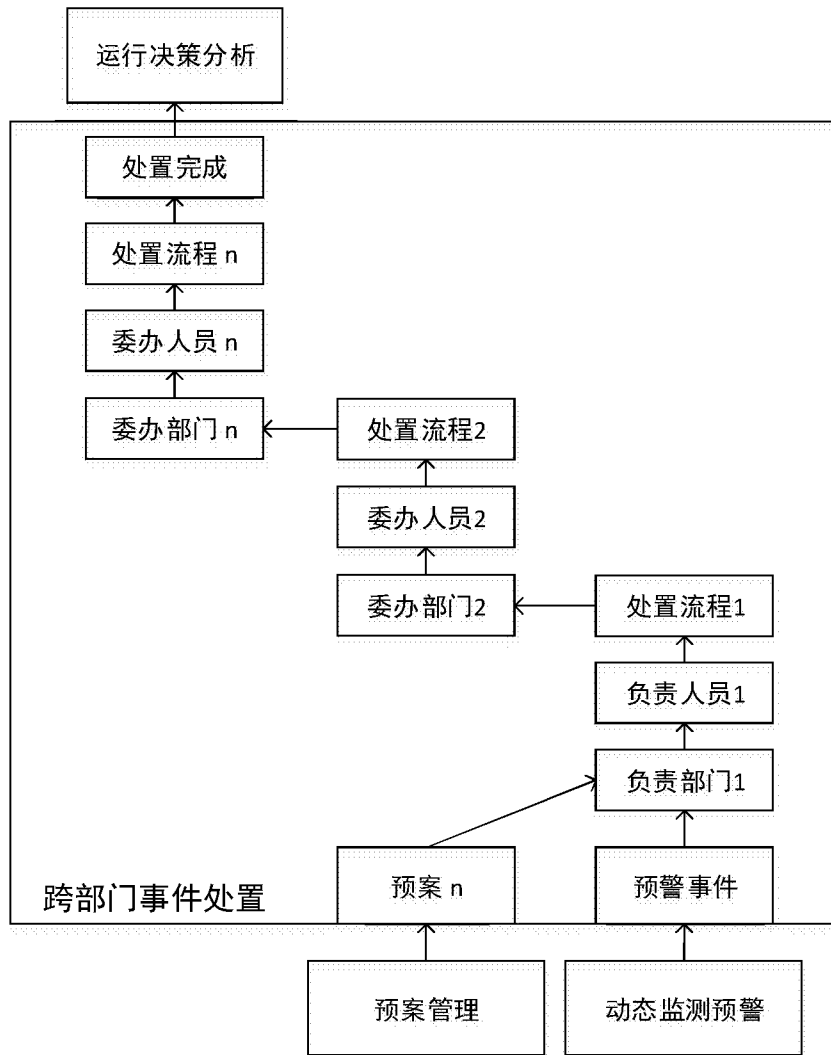 运行决策分析
处置完成
处置流程 n
委办人员 n
委办部门 n
处置流程2
委办人员2
委办部门2
处置流程1
负责人员1
负责部门1
预案 n
预警事件
跨部门事件处置
预案管理
动态监测预警